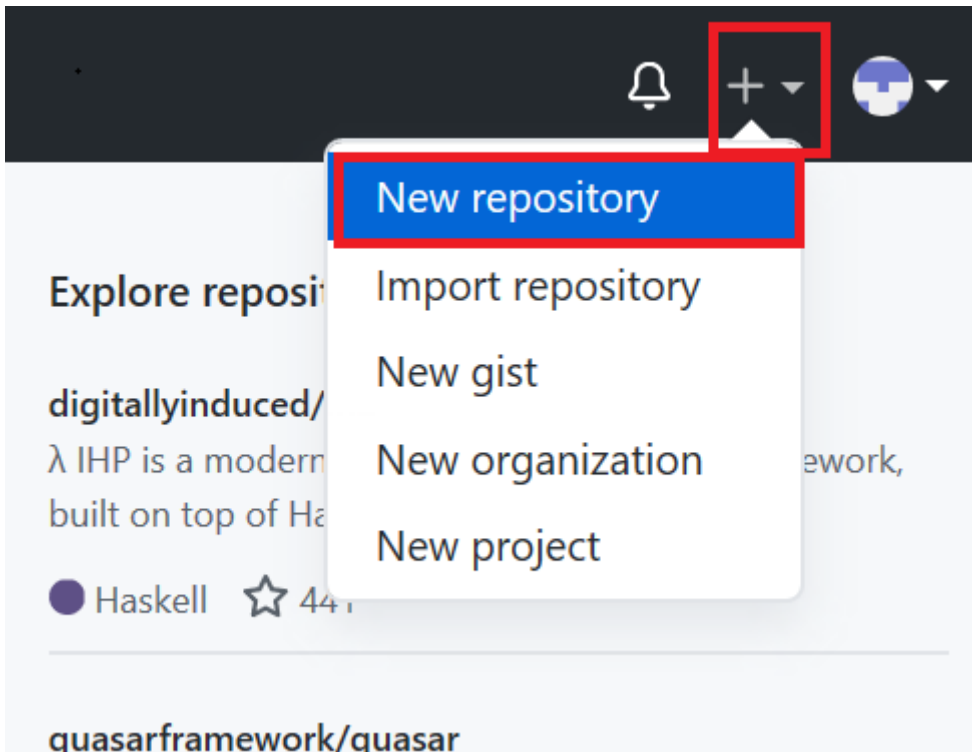 New repository
Import repository
New gist
New organization
New project
Explore reposit
digitallyinduced/
λ IHP is a modern ework,
built on top of Ha
Haskell 441
quasarframework/quasar